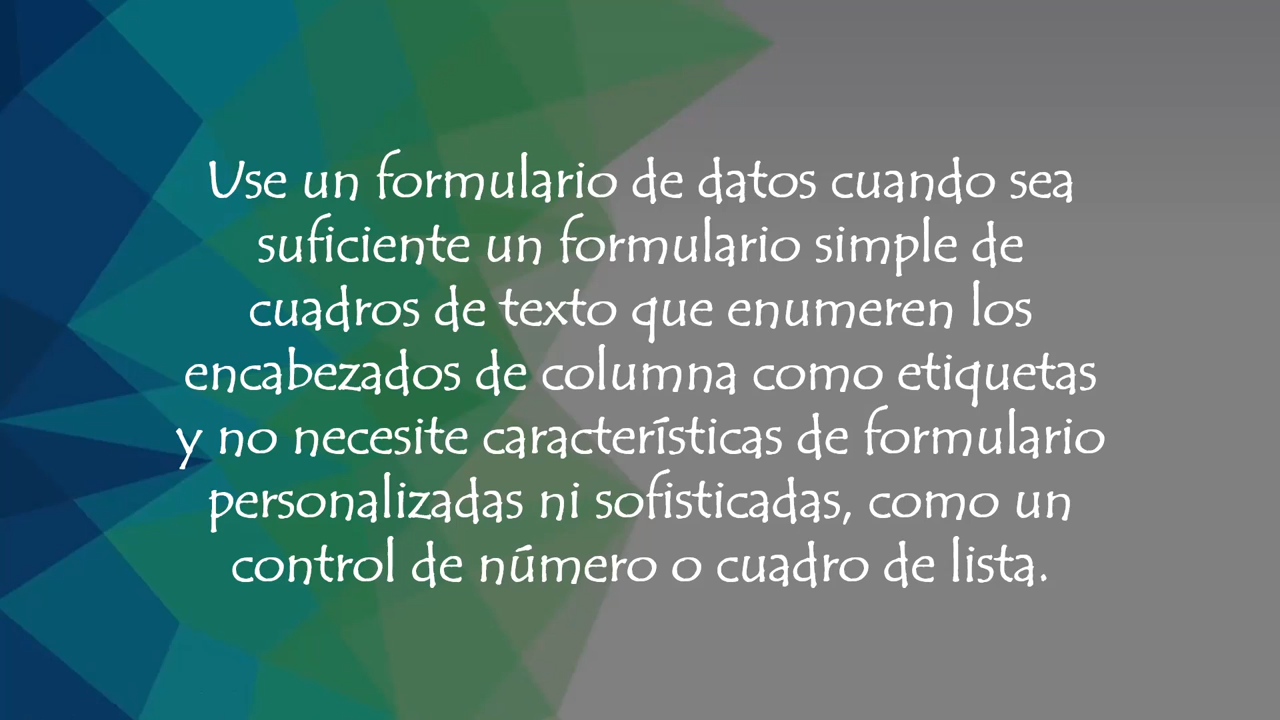 Use un formulario de datos cuando sea
suficiente un formulario simple de
cuadros de texto que enumeren los
encabezados de columna como etiquetas
y no necesite características de formulario
personalizadas ni sofisticadas, como un
control de número o cuadro de lista.